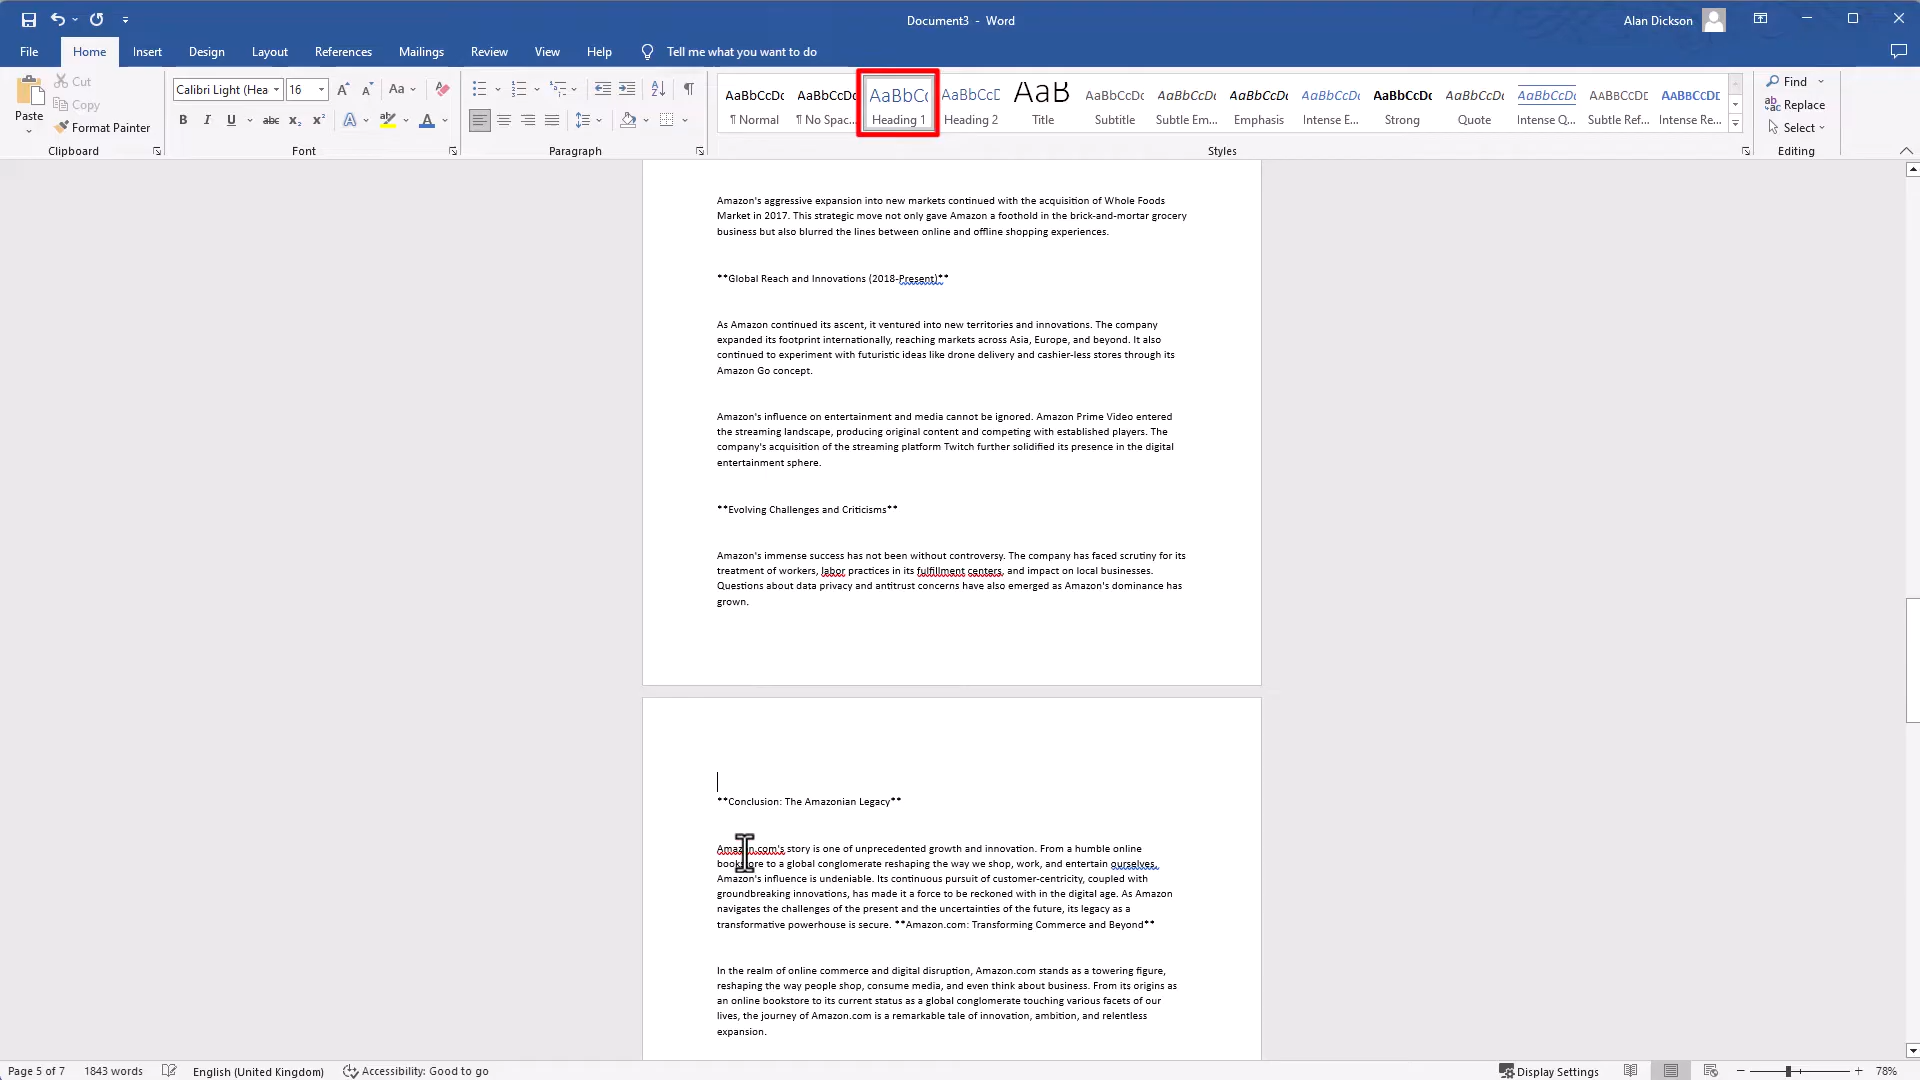 Document3 - Word
Alan Dickson
File Home Insert Design Layout References Mailings Review View Help Tell me what you want to do
Paste
Cut
Copy
Format Painter
Clipboard
Calibri Light (Hea
16
Aa
Font
Paragraph
AaBbCcDc AaBbCcDc AaBbC AaBbCcD AaB AaBbCcDc AaBbCcDc AaBbCcDc AaBbCcDc AaBbCcDc AaBbCcDc AaBbCcDc AaBbCcDc AaBbCcDc
¶ Normal ¶ No Spac... Heading 1 Heading 2 Title Subtitle Subtle Em... Emphasis Intense E... Strong Quote Intense Q... Subtle Ref... Intense Re...
Styles
Find
Replace
Select
Editing
Amazon's aggressive expansion into new markets continued with the acquisition of Whole Foods
Market in 2017. This strategic move not only gave Amazon a foothold in the brick-and-mortar grocery
business but also blurred the lines between online and offline shopping experiences.
**Global Reach and Innovations (2018-Present)**
As Amazon continued its ascent, it ventured into new territories and innovations. The company
expanded its footprint internationally, reaching markets across Asia, Europe, and beyond. It also
continued to experiment with futuristic ideas like drone delivery and cashier-less stores through its
Amazon Go concept.
Amazon's influence on entertainment and media cannot be ignored. Amazon Prime Video entered
the streaming landscape, producing original content and competing with established players. The
company's acquisition of the streaming platform Twitch further solidified its presence in the digital
entertainment sphere.
**Evolving Challenges and Criticisms**
Amazon's immense success has not been without controversy. The company has faced scrutiny for its
treatment of workers, labor practices in its fulfillment centers, and impact on local businesses.
Questions about data privacy and antitrust concerns have also emerged as Amazon's dominance has
grown.
**Conclusion: The Amazonian Legacy**
Amazon.com's story is one of unprecedented growth and innovation. From a humble online
bookstore to a global conglomerate reshaping the way we shop, work, and entertain ourselves,
Amazon's influence is undeniable. Its continuous pursuit of customer-centricity, coupled with
groundbreaking innovations, has made it a force to be reckoned with in the digital age. As Amazon
navigates the challenges of the present and the uncertainties of the future, its legacy as a
transformative powerhouse is secure. **Amazon.com: Transforming Commerce and Beyond**
In the realm of online commerce and digital disruption, Amazon.com stands as a towering figure,
reshaping the way people shop, consume media, and even think about business. From its origins as
an online bookstore to its current status as a global conglomerate touching various facets of our
lives, the journey of Amazon.com is a remarkable tale of innovation, ambition, and relentless
expansion.
Page 5 of 7 1843 words English (United Kingdom) Accessibility: Good to go Display Settings 78%